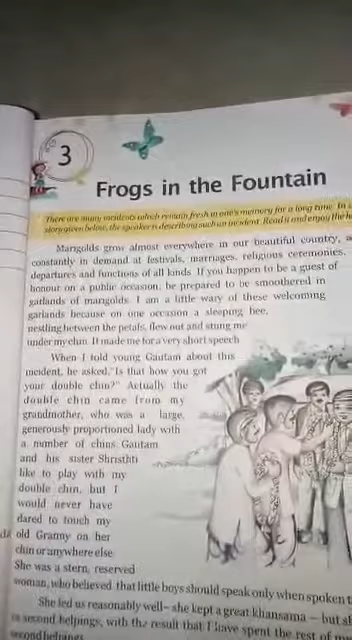 3
Frogs in the Fountain
There are many incidents which remain fresh in one's memory for a long time. In
story given below, the speaker is describing such an incident. Read it and enjoy the
Marigolds grow almost everywhere in our beautiful country,
constantly in demand at festivals, marriages, religious ceremonies,
departures and functions of all kinds. If you happen to be a guest of
honour on a public occasion, be prepared to be smoothered in
garlands of marigolds. I am a little wary of these welcoming
garlands because on one occasion a sleeping bee,
nestling between the petals, flew out and stung me
under my chin. It made me for a very short speech
When I told young Gautam about this
incident, he asked, "Is that how you got
your double chin?" Actually the
double chin came from my
grandmother, who was a large,
generously proportioned lady with
a number of chins. Gautam
and his sister Shristhti
like to play with my
double chin, but I
would never have
dared to touch my
old Granny on her
chin or anywhere else
She was a stern, reserved
woman, who believed that little boys should speak only when spoken
She fed us reasonably well– she kept a great khansama – but
second helpings, with the result that I have spent the rest of
second helpings